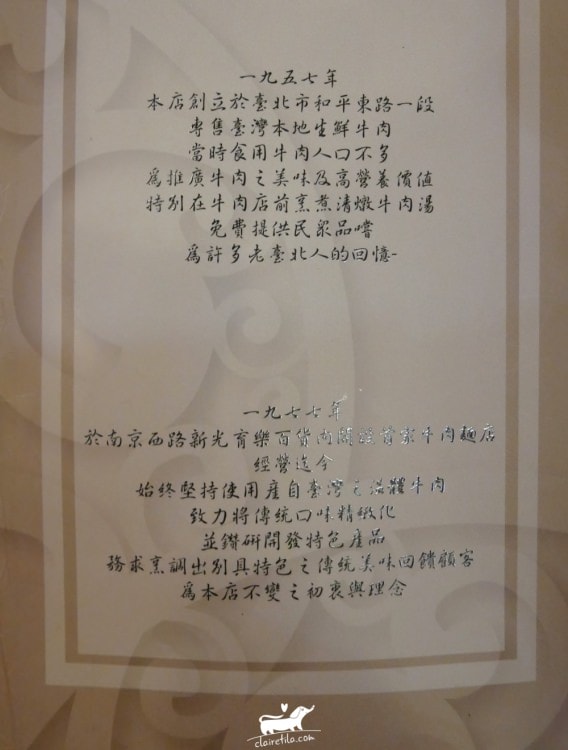 一九五七年
本店創立於臺北市和平東路一段
專售臺灣本地生鮮牛肉
當時食用牛肉人口不多
為推廣牛肉之美味及高營養價值
特別在牛肉店前烹煮清燉牛肉湯
免費提供民眾品嚐
為許多老臺北人的回憶-
一九七七年
於南京西路新光育樂百貨內開設首家牛肉麵店
經營迄今
始終堅持使用產自臺灣之溫體牛肉
致力將傳統口味精緻化
並鑽研開發特色產品
務求烹調出別具特色之傳統美味回饋顧客
為本店不變之初衷與理念
clairetila.com